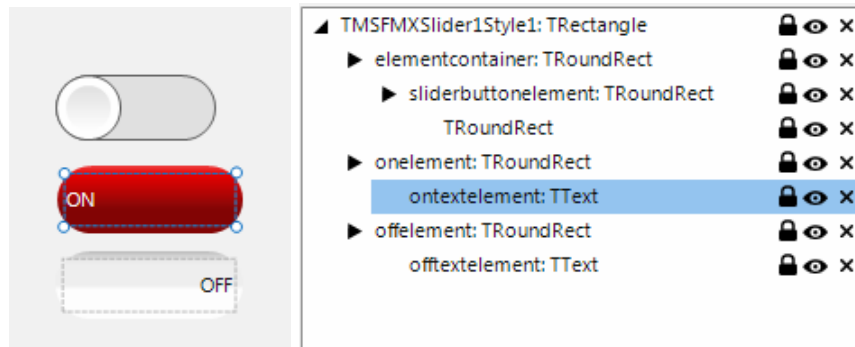 ON
OFF
TMSFMXSlider1Style1: TRectangle
elementcontainer: TRoundRect
sliderbuttonelement: TRoundRect
TRoundRect
onelement: TRoundRect
ontextelement: TText
offelement: TRoundRect
offtextelement: TText